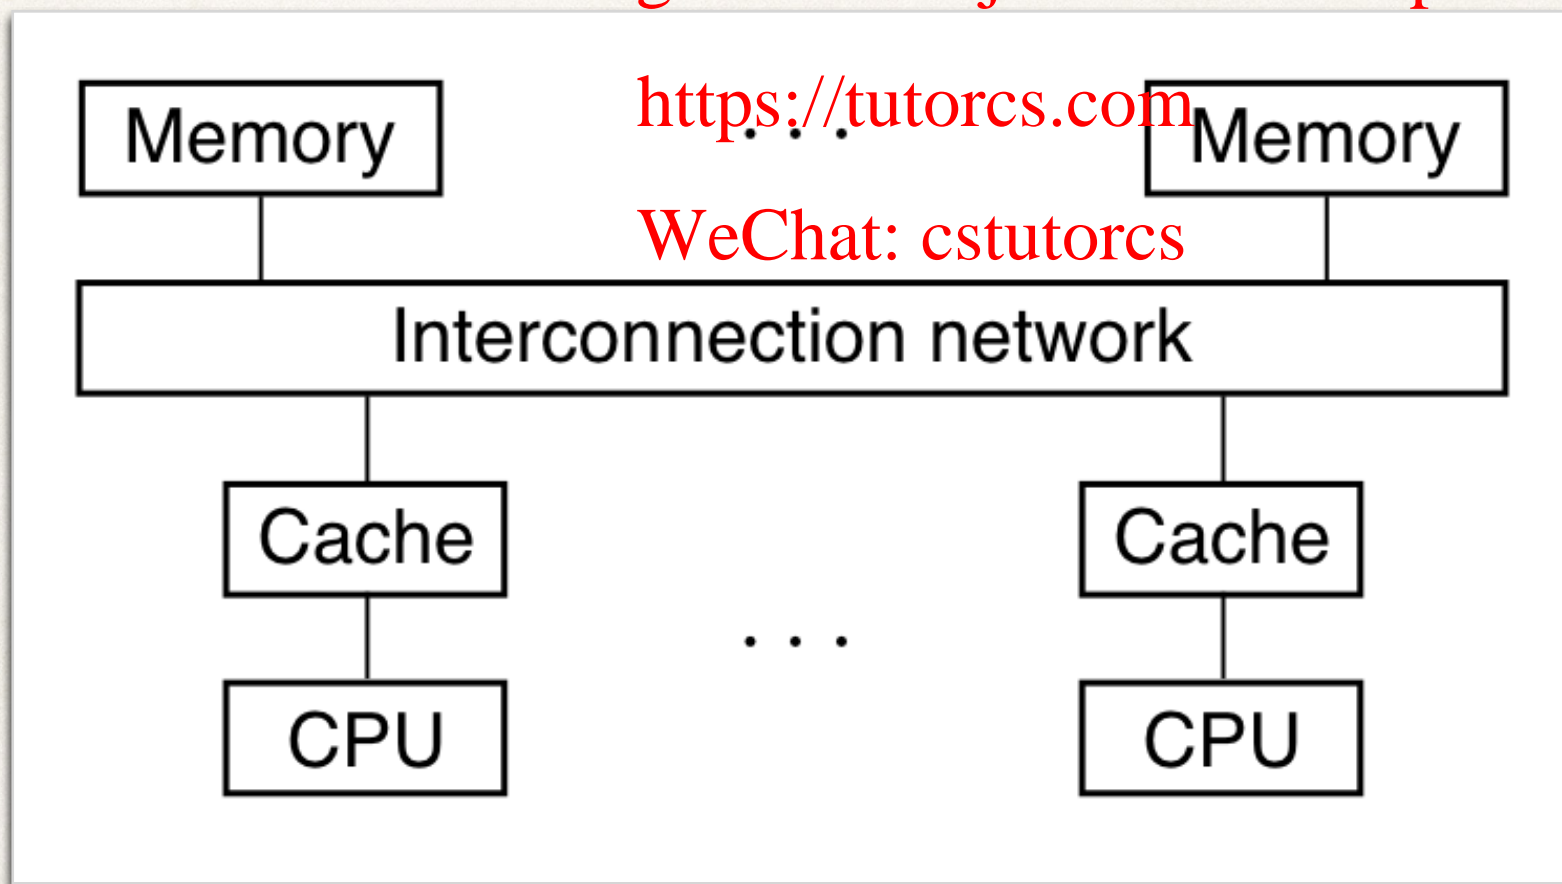 https://tutorcs.com
Memory . . . Memory
WeChat: cstutorcs
Interconnection network
Cache Cache
. . .
CPU CPU